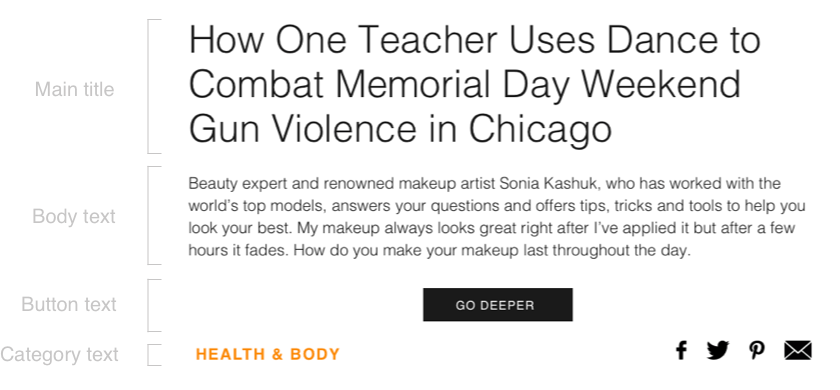 Main title
How One Teacher Uses Dance to
Combat Memorial Day Weekend
Gun Violence in Chicago
Body text
Beauty expert and renowned makeup artist Sonia Kashuk, who has worked with the
world's top models, answers your questions and offers tips, tricks and tools to help you
look your best. My makeup always looks great right after I've applied it but after a few
hours it fades. How do you make your makeup last throughout the day.
Button text
GO DEEPER
Category text
HEALTH & BODY